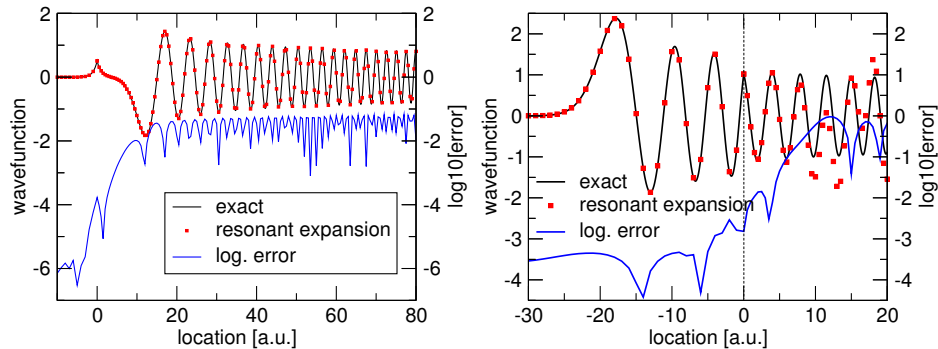 2
0
-2
-4
-6
wavefunction
exact
resonant expansion
log. error
2
0
-2
-4
-6
log10[error]
0 20 40 60 80
location [a.u.]
2
1
0
-1
-2
-3
-4
wavefunction
exact
resonant expansion
log. error
2
1
0
-1
-2
-3
-4
log10[error]
-30 -20 -10 0 10 20
location [a.u.]